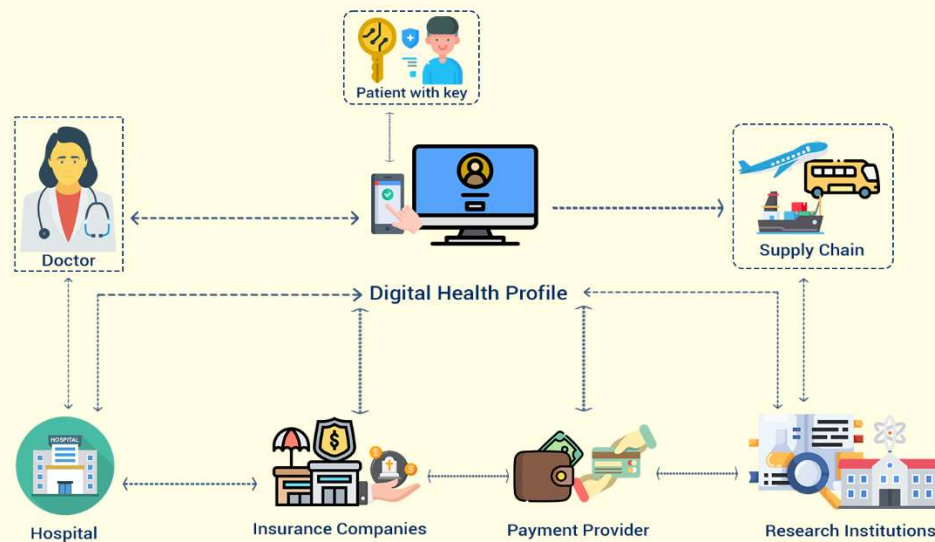 Patient with key
Doctor
Supply Chain
Digital Health Profile
HOSPITAL
$
$
$
Hospital
Insurance Companies
Payment Provider
Research Institutions